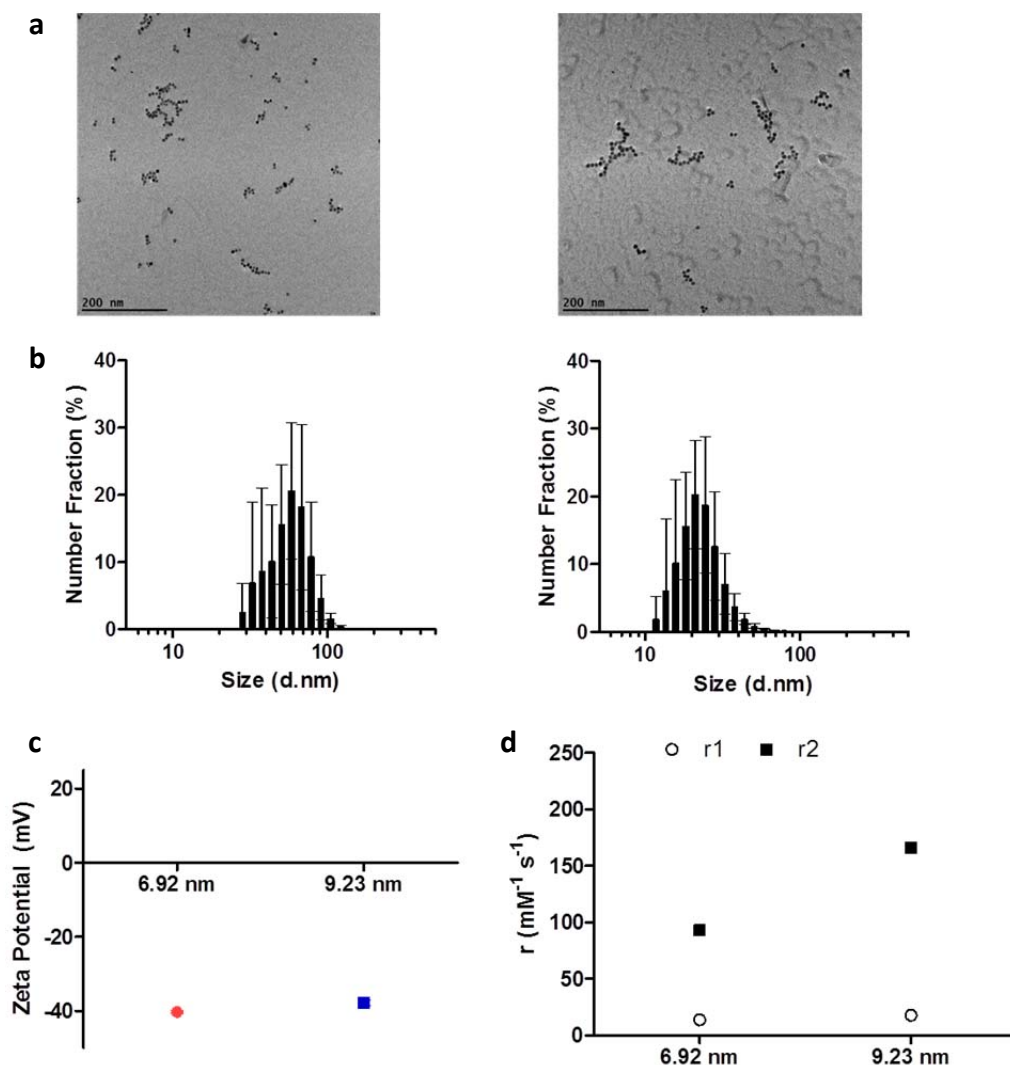 a
200 nm
200 nm
b
40
30
20
10
0
Number Fraction (%)
10
100
Size (d.nm)
40
30
20
10
0
Number Fraction (%)
10
100
Size (d.nm)
c
20
0
-20
-40
Zeta Potential (mV)
6.92 nm
9.23 nm
d
r1
r2
250
200
150
100
50
0
r (mM⁻¹ s⁻¹)
6.92 nm
9.23 nm